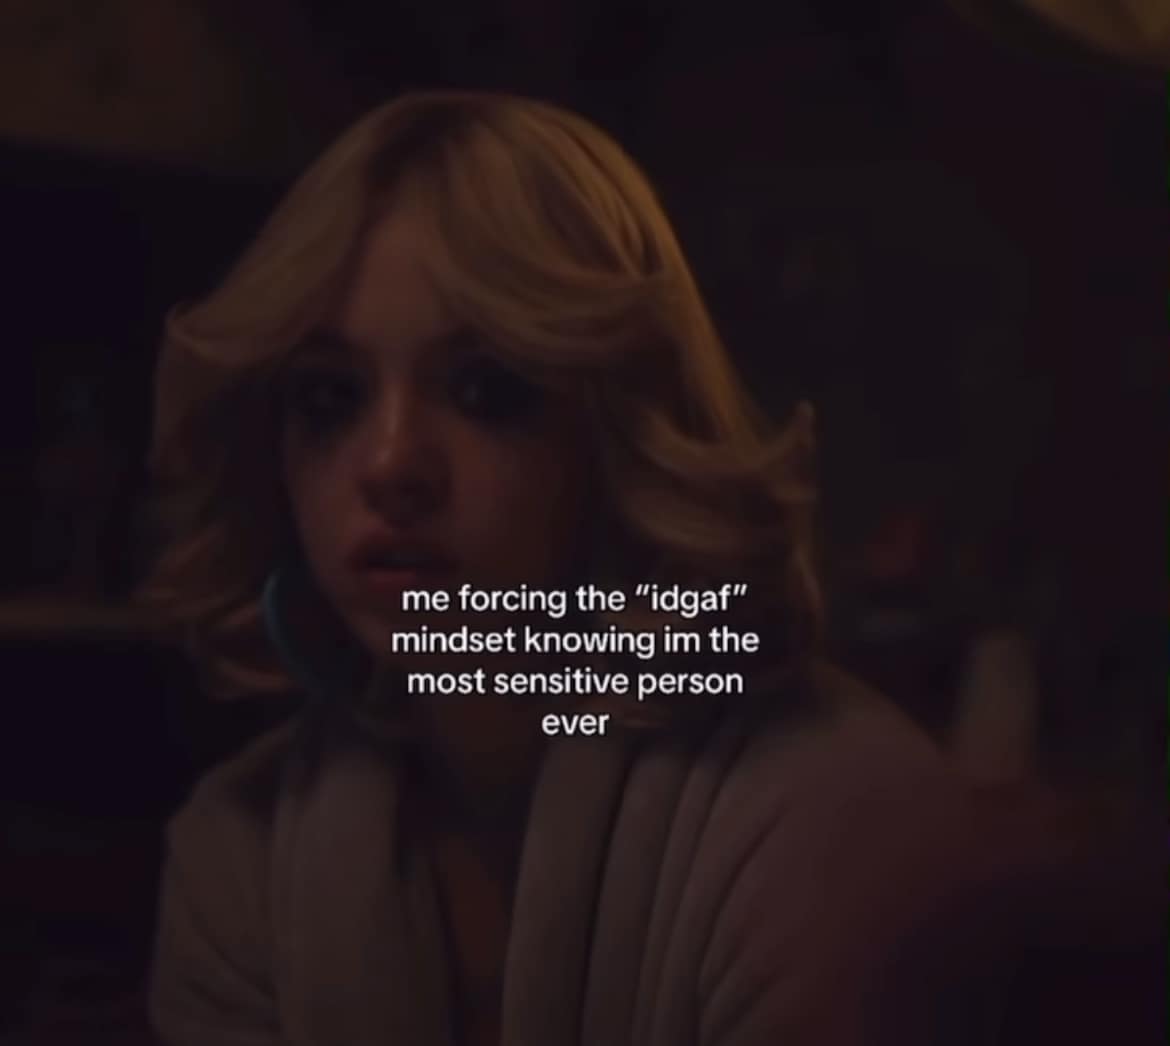 me forcing the “idgaf”
mindset knowing im the
most sensitive person
ever